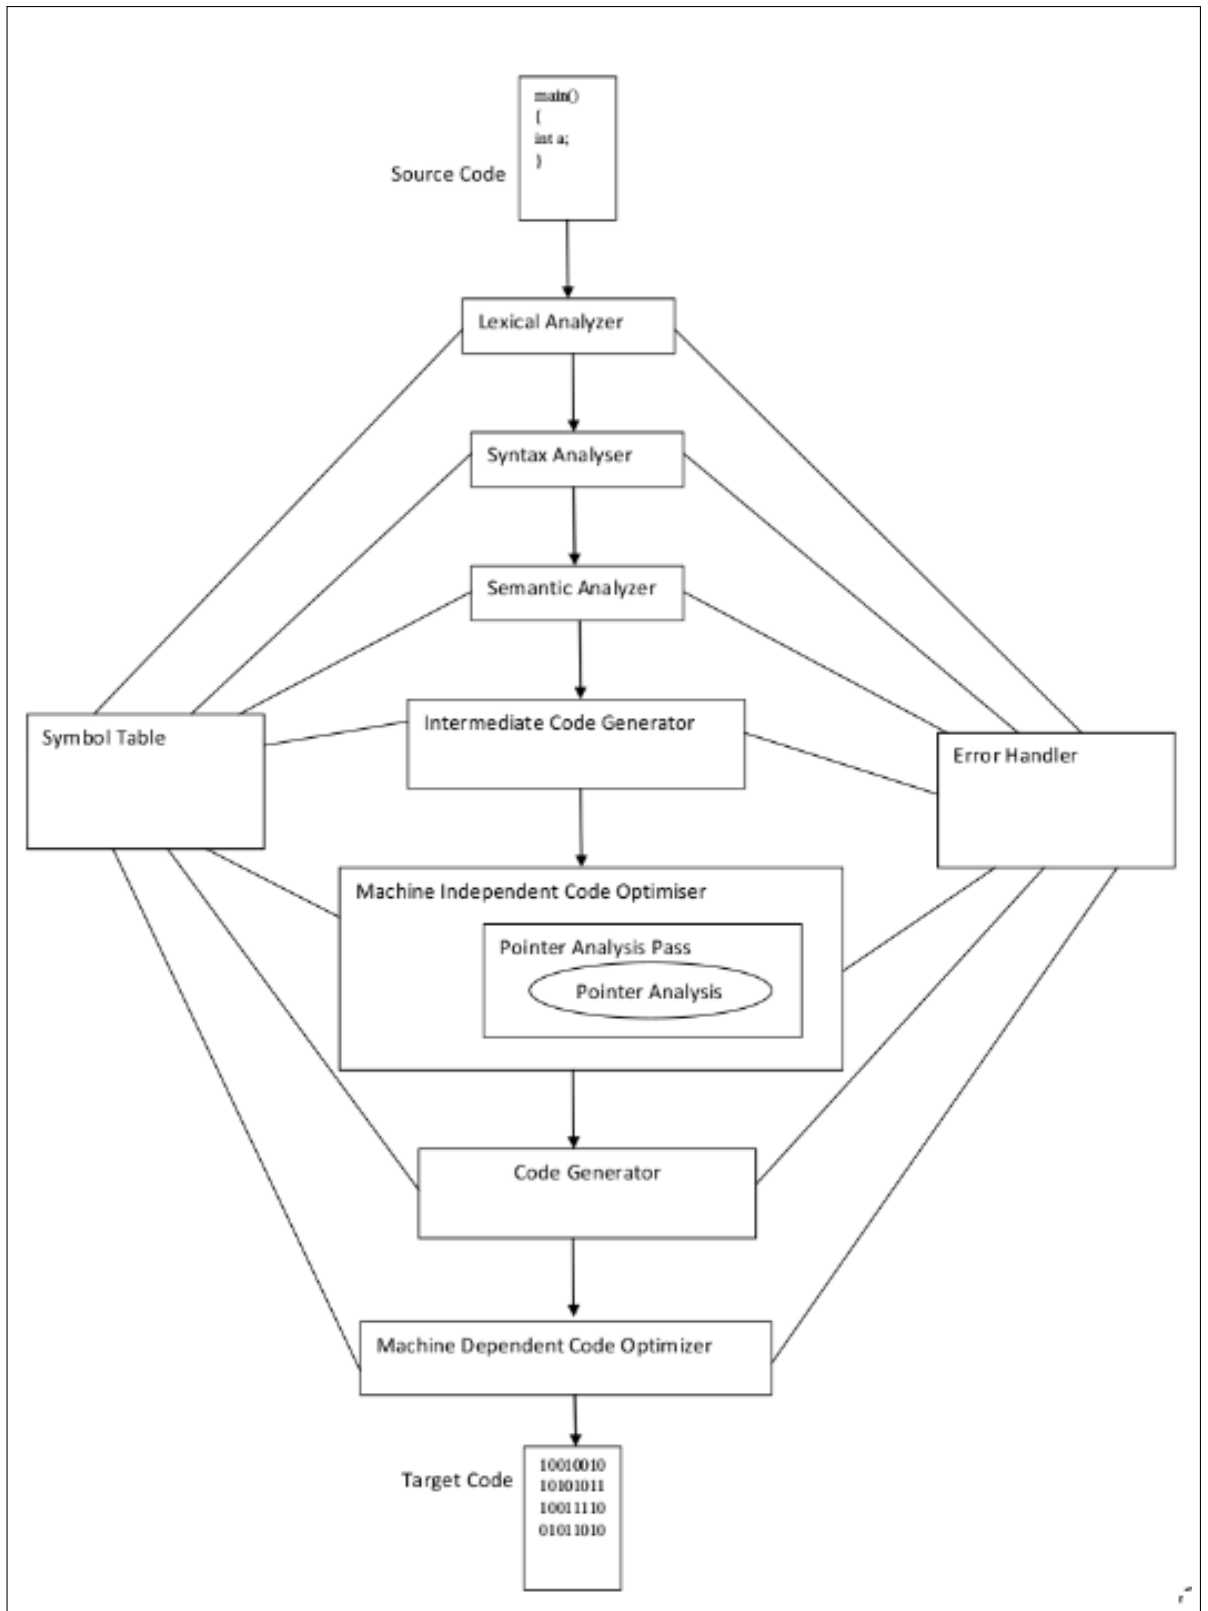 main()
{
int a;
}
Source Code
Lexical Analyzer
Syntax Analyser
Semantic Analyzer
Symbol Table
Intermediate Code Generator
Error Handler
Machine Independent Code Optimiser
Pointer Analysis Pass
Pointer Analysis
Code Generator
Machine Dependent Code Optimizer
Target Code
10010010
10101011
10011110
01011010